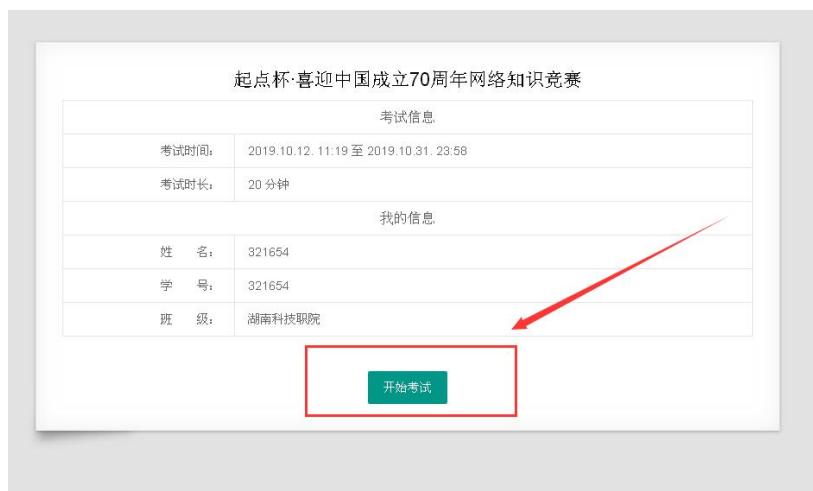 起点杯·喜迎中国成立70周年网络知识竞赛
考试信息
考试时间: 2019.10.12. 11:19 至 2019.10.31. 23:58
考试时长: 20 分钟
我的信息
姓 名: 321654
学 号: 321654
班 级: 湖南科技职院
开始考试